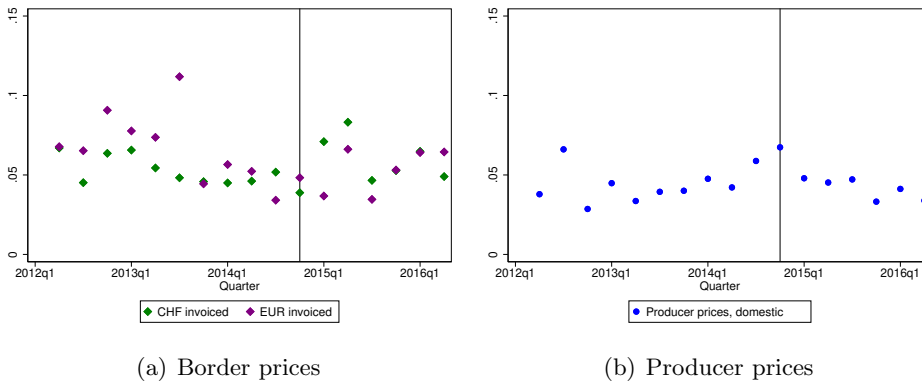 .15
.1
.05
0
2012q1 2013q1 2014q1 2015q1 2016q1
Quarter
CHF invoiced EUR invoiced
(a) Border prices
.15
.1
.05
0
2012q1 2013q1 2014q1 2015q1 2016q1
Quarter
Producer prices, domestic
(b) Producer prices